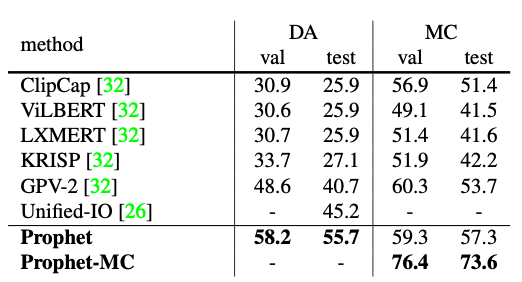 method DA MC
val test val test
ClipCap [32] 30.9 25.9 56.9 51.4
ViLBERT [32] 30.6 25.9 49.1 41.5
LXMERT [32] 30.7 25.9 51.4 41.6
KRISP [32] 33.7 27.1 51.9 42.2
GPV-2 [32] 48.6 40.7 60.3 53.7
Unified-IO [26] - 45.2 - -
Prophet 58.2 55.7 59.3 57.3
Prophet-MC - - 76.4 73.6